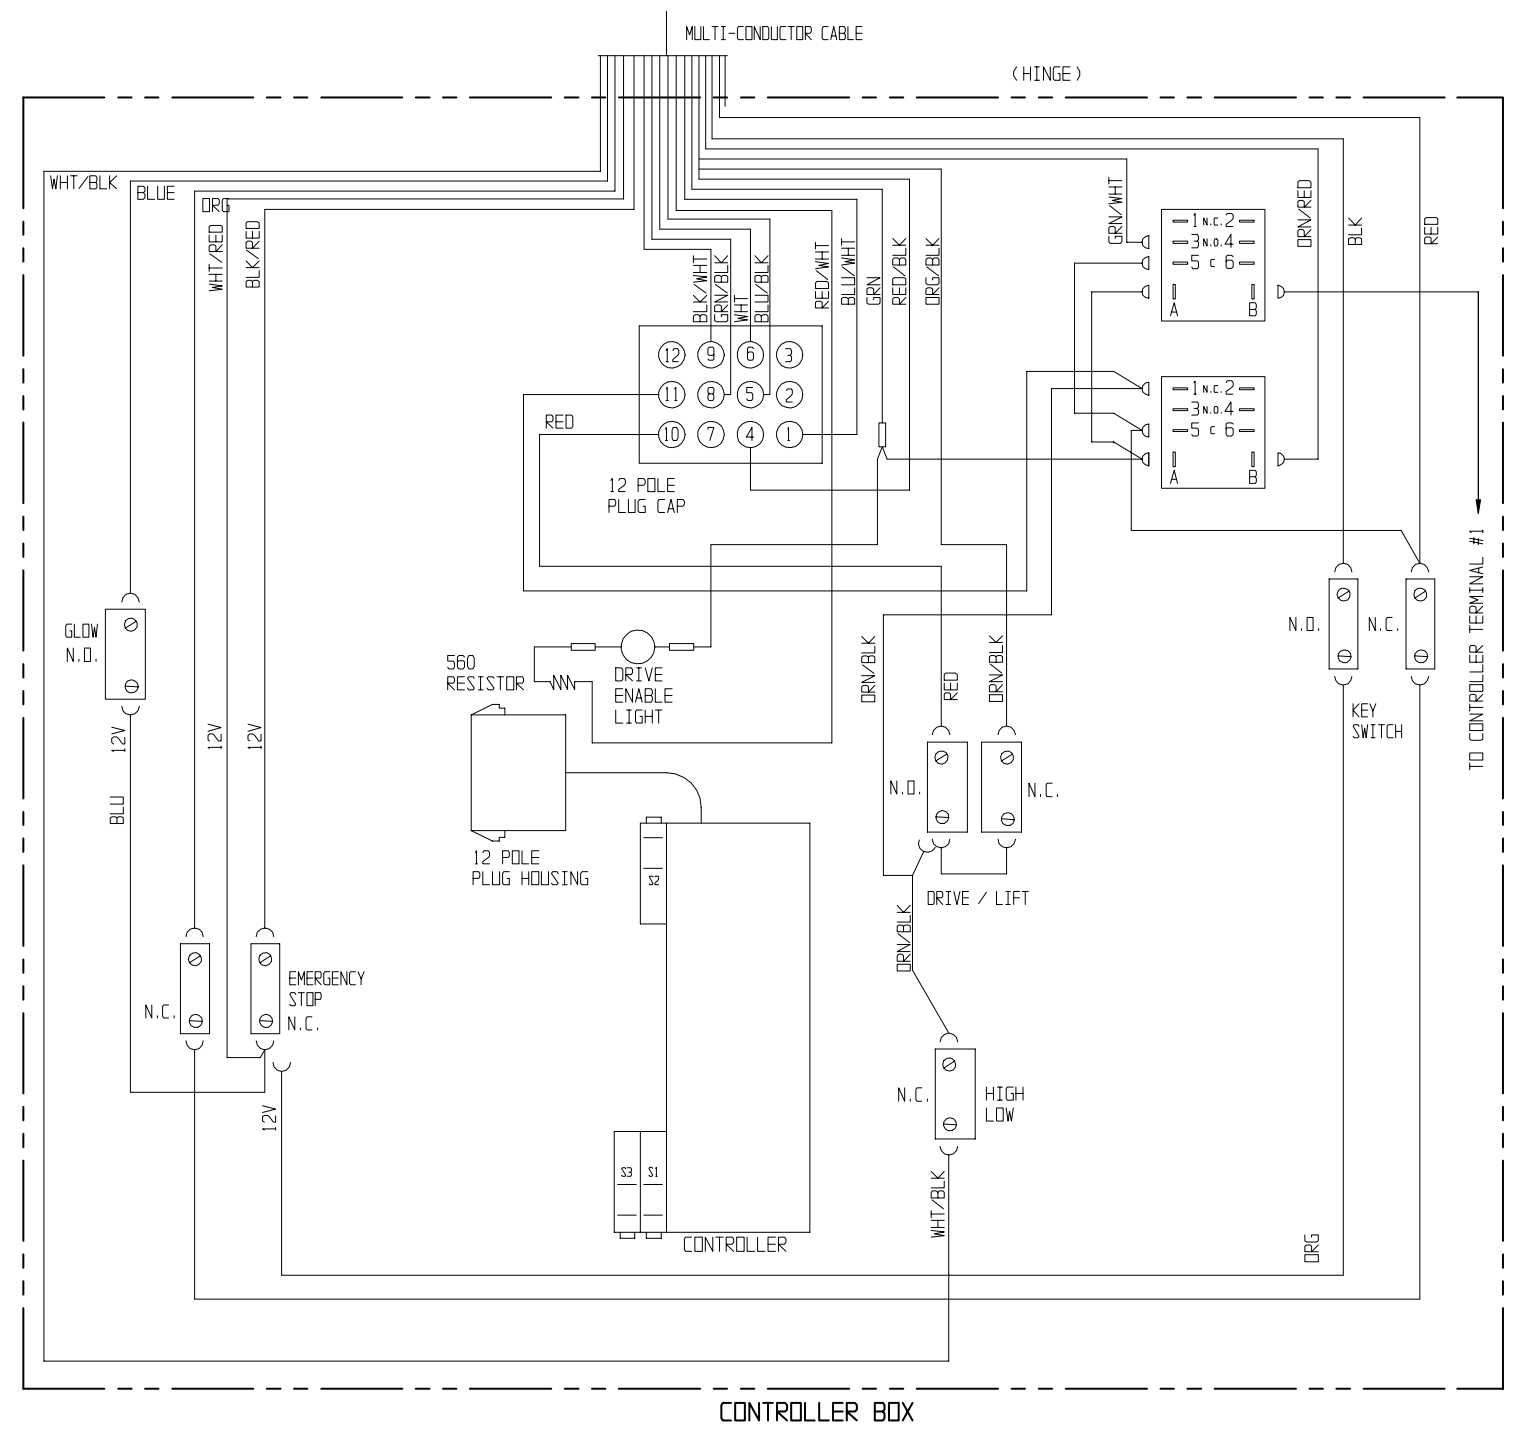 MULTI-CONDUCTOR CABLE
(HINGE)
WHT/BLK
BLUE
ORG
WHT/RED
BLK/RED
BLK/WHT
GRN/BLK
WHT
BLU/BLK
RED/WHT
BLU/WHT
GRN
RED/BLK
ORG/BLK
GRN/WHT
ORN/RED
BLK
RED
1 N.C. 2
3 N.O. 4
5 C 6
A B
1 N.C. 2
3 N.O. 4
5 C 6
A B
12 9 6 3
11 8 5 2
10 7 4 1
RED
12 POLE
PLUG CAP
TO CONTROLLER TERMINAL #1
GLOW
N.O.
N.O.
N.C.
KEY
SWITCH
560
RESISTOR
DRIVE
ENABLE
LIGHT
ORN/BLK
RED
ORN/BLK
12V
12V
12V
BLU
N.O.
N.C.
12 POLE
PLUG HOUSING
S2
DRIVE / LIFT
ORN/BLK
EMERGENCY
STOP
N.C.
N.C.
12V
N.C.
HIGH
LOW
S3
S1
WHT/BLK
CONTROLLER
ORG
CONTROLLER BOX